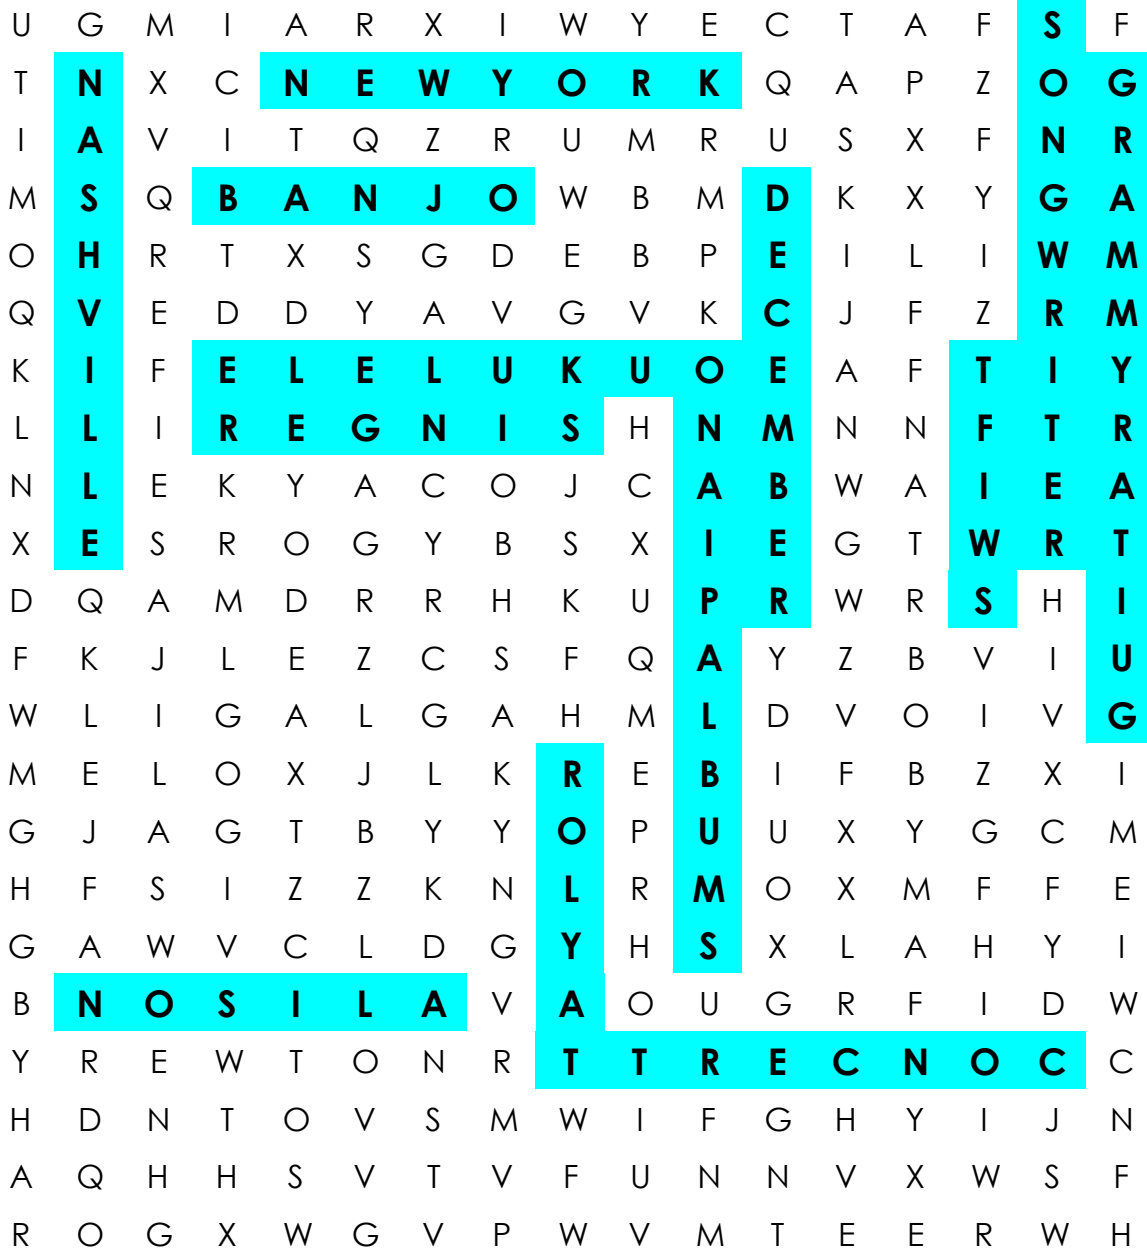 U G M I A R X I W Y E C T A F S F
T N X C N E W Y O R K Q A P Z O G
I A V I T Q Z R U M R U S X F N R
M S Q B A N J O W B M D K X Y G A
O H R T X S G D E B P E I L I W M
Q V E D D Y A V G V K C J F Z R M
K I F E L E L U K U O E A F T I Y
L L I R E G N I S H N M N N F T R
N L E K Y A C O J C A B W A I E A
X E S R O G Y B S X I E G T W R T
D Q A M D R R H K U P R W R S H I
F K J L E Z C S F Q A Y Z B V I U
W L I G A L G A H M L D V O I V G
M E L O X J L K R E B I F B Z X I
G J A G T B Y Y O P U U X Y G C M
H F S I Z Z K N L R M O X M F F E
G A W V C L D G Y H S X L A H Y I
B N O S I L A V A O U G R F I D W
Y R E W T O N R T T R E C N O C C
H D N T O V S M W I F G H Y I J N
A Q H H S V T V F U N N V X W S F
R O G X W G V P W V M T E E R W H